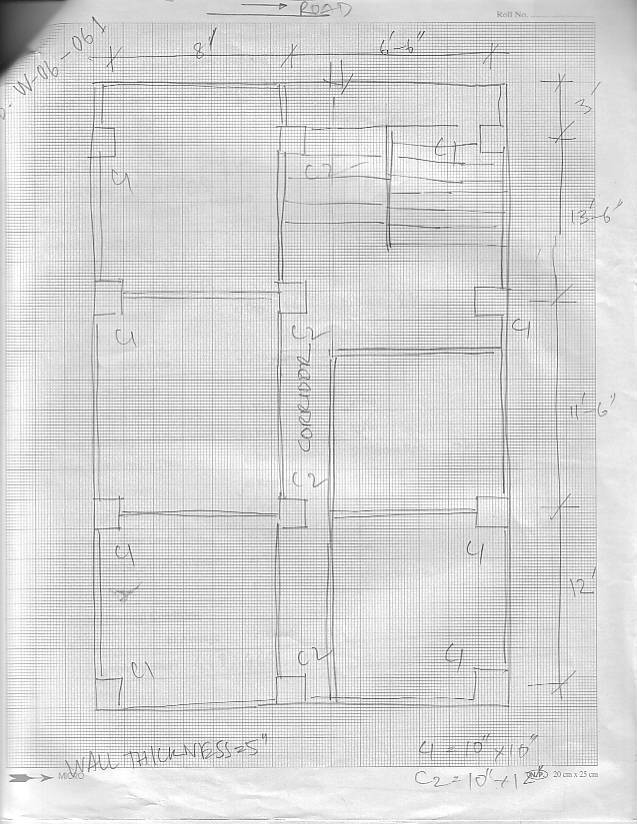 → ROAD
Roll No.
W-06-061
8'
6'-6"
3'
C1
C2
C1
13'-6"
C1
C2
C1
CORRIDOR
11'-6"
C2
C1
C1
12'
C1
C2
C1
WALL THICKNESS=5"
C1 = 10"x10"
C2 = 10"x12"
MICRO
20 cm x 25 cm